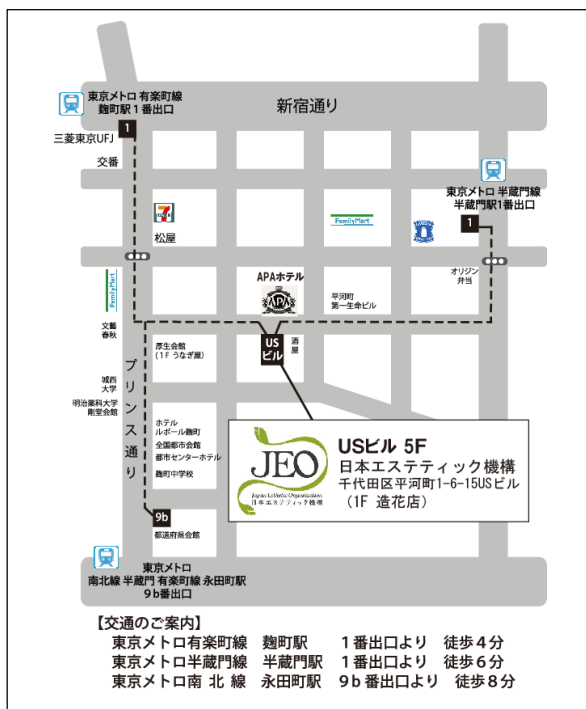 東京メトロ 有楽町線
麹町駅 1 番出口
1
三菱東京UFJ
交番
新宿通り
東京メトロ 半蔵門線
半蔵門駅1番出口
1
7
松屋
FamilyMart
オリジン
弁当
FamilyMart
APAホテル
APA
平河町
第一生命ビル
文藝
春秋
厚生会館
(1F うなぎ屋)
US
ビル
酒屋
プリンス通り
城西
大学
明治薬科大学
剛堂会館
ホテル
ルポール麹町
全国都市会館
都市センターホテル
麹町中学校
9b
都道府県会館
JEO
Japan Esthetic Organization
日本エステティック機構
USビル 5F
日本エステティック機構
千代田区平河町1-6-15USビル
(1F 造花店)
東京メトロ
南北線 半蔵門 有楽町線 永田町駅
9b番出口
【交通のご案内】
東京メトロ有楽町線 麹町駅 1番出口より 徒歩4分
東京メトロ半蔵門線 半蔵門駅 1番出口より 徒歩6分
東京メトロ南 北 線 永田町駅 9b番出口より 徒歩8分